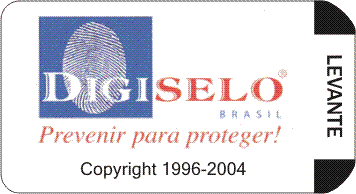 DIGISELO®
BRASIL
Prevenir para proteger!
Copyright 1996-2004
LEVANTE